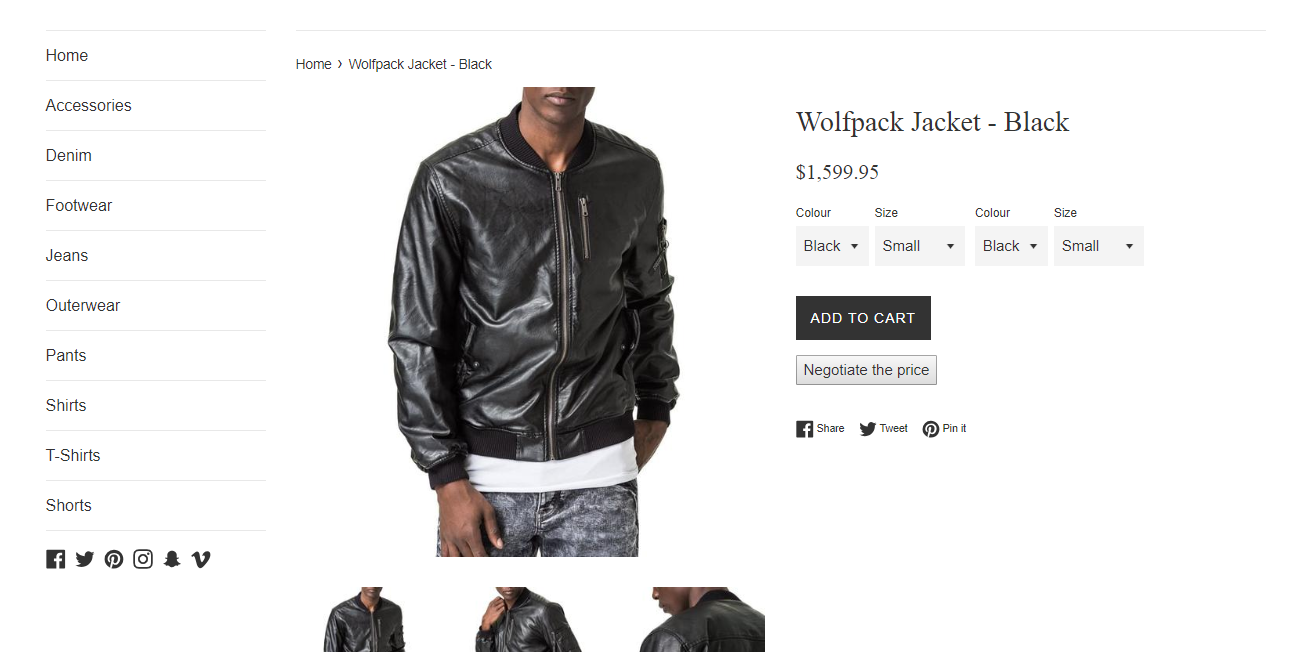 Home
Accessories
Denim
Footwear
Jeans
Outerwear
Pants
Shirts
T-Shirts
Shorts
Home › Wolfpack Jacket - Black
Wolfpack Jacket - Black
$1,599.95
Colour Size Colour Size
Black Small Black Small
ADD TO CART
Negotiate the price
Share Tweet Pin it